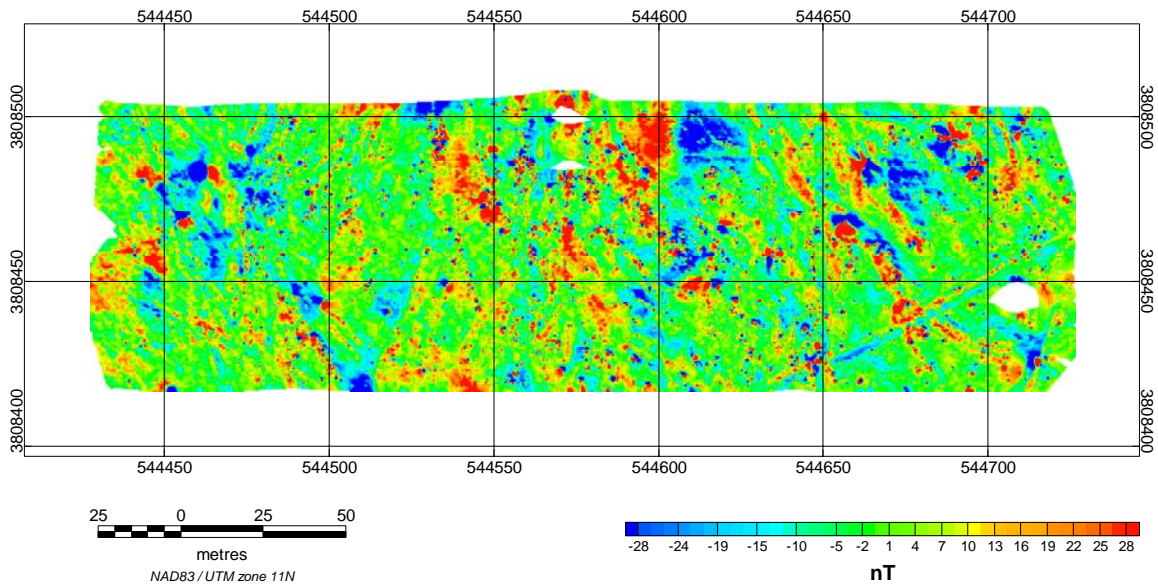 544450 544500 544550 544600 544650 544700
3808500 3808500
3808450 3808450
3808400 3808400
544450 544500 544550 544600 544650 544700
25 0 25 50
metres
NAD83 / UTM zone 11N
-28 -24 -19 -15 -10 -5 -2 1 4 7 10 13 16 19 22 25 28
nT